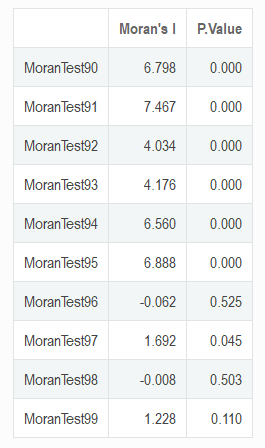 Moran's I P.Value
MoranTest90 6.798 0.000
MoranTest91 7.467 0.000
MoranTest92 4.034 0.000
MoranTest93 4.176 0.000
MoranTest94 6.560 0.000
MoranTest95 6.888 0.000
MoranTest96 -0.062 0.525
MoranTest97 1.692 0.045
MoranTest98 -0.008 0.503
MoranTest99 1.228 0.110